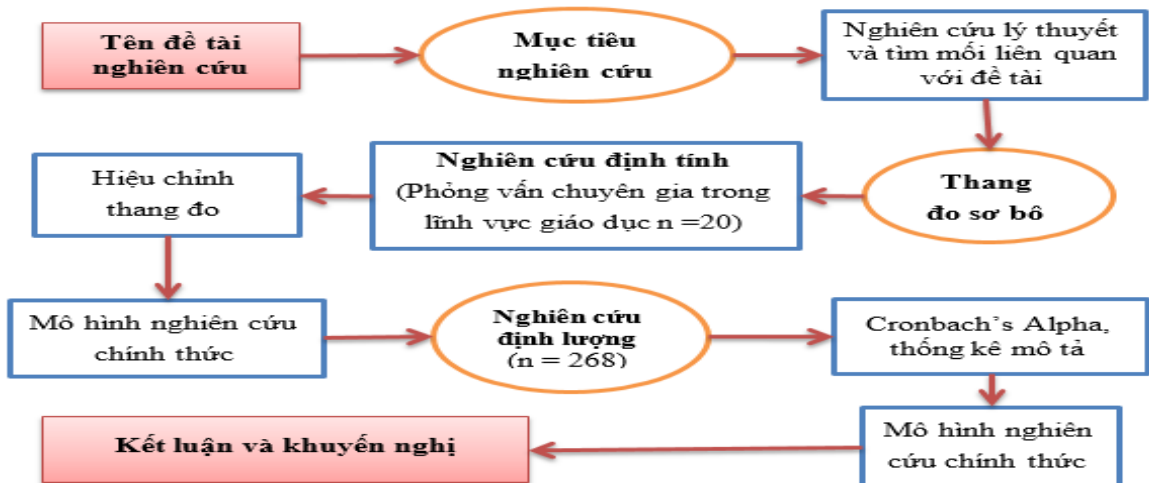 Tên đề tài
nghiên cứu
Mục tiêu
nghiên cứu
Nghiên cứu lý thuyết
và tìm mối liên quan
với đề tài
Thang
đo sơ bô
Nghiên cứu định tính
(Phỏng vấn chuyên gia trong
lĩnh vực giáo dục n =20)
Hiệu chỉnh
thang đo
Mô hình nghiên cứu
chính thức
Nghiên cứu
định lượng
(n = 268)
Cronbach’s Alpha,
thống kê mô tả
Mô hình nghiên
cứu chính thức
Kết luận và khuyến nghị